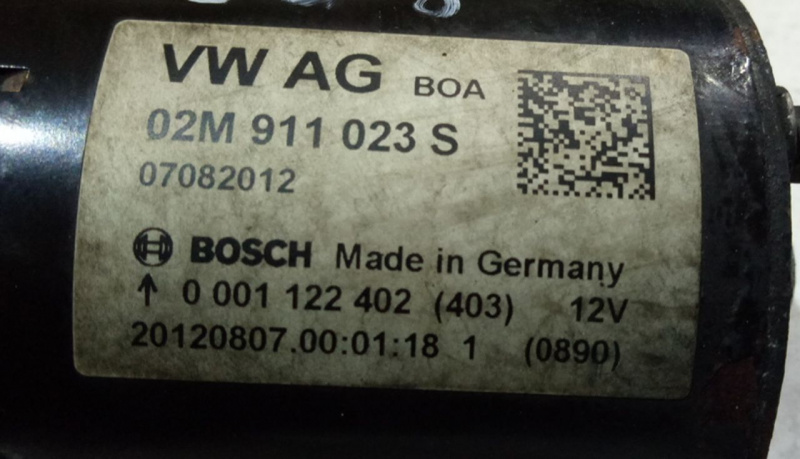 VW AG BOA
02M 911 023 S
07082012
BOSCH Made in Germany
↑ 0 001 122 402 (403) 12V
20120807.00:01:18 1 (0890)